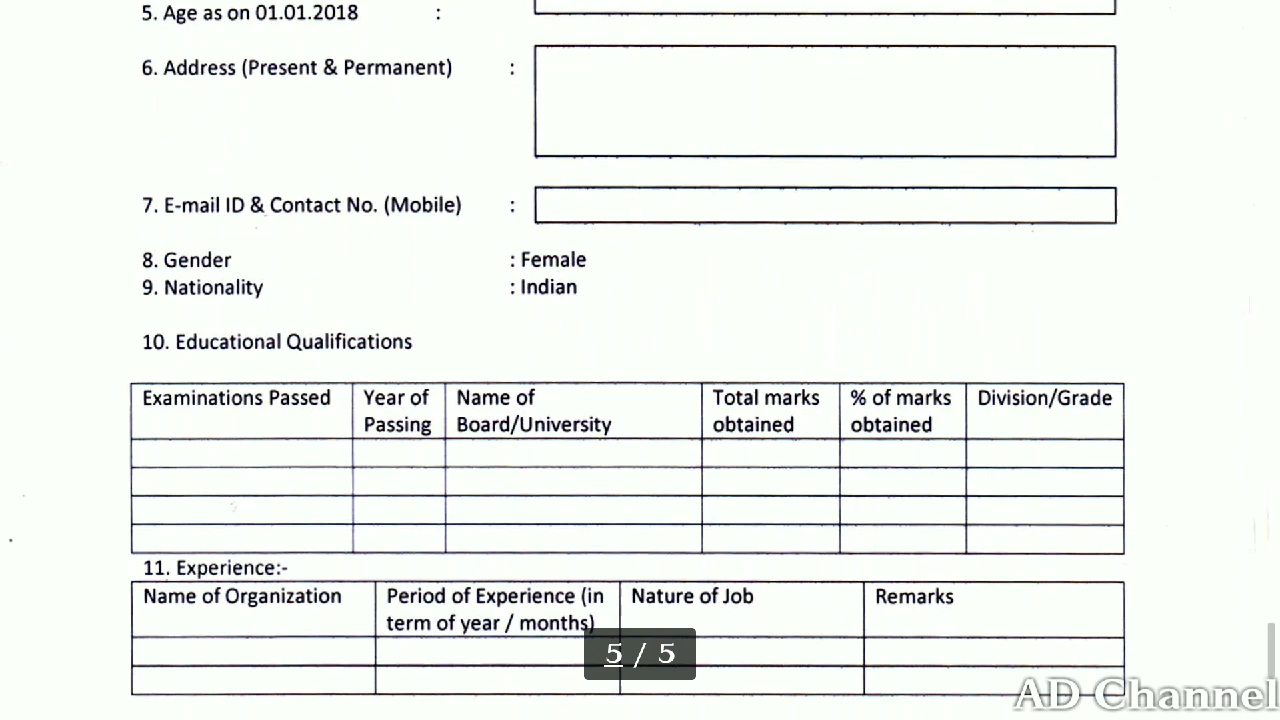 5. Age as on 01.01.2018 :
6. Address (Present & Permanent) :
7. E-mail ID & Contact No. (Mobile) :
8. Gender : Female
9. Nationality : Indian
10. Educational Qualifications
Examinations Passed Year of Passing Name of Board/University Total marks obtained % of marks obtained Division/Grade
11. Experience:-
Name of Organization Period of Experience (in term of year / months) Nature of Job Remarks
5 / 5
AD Channel